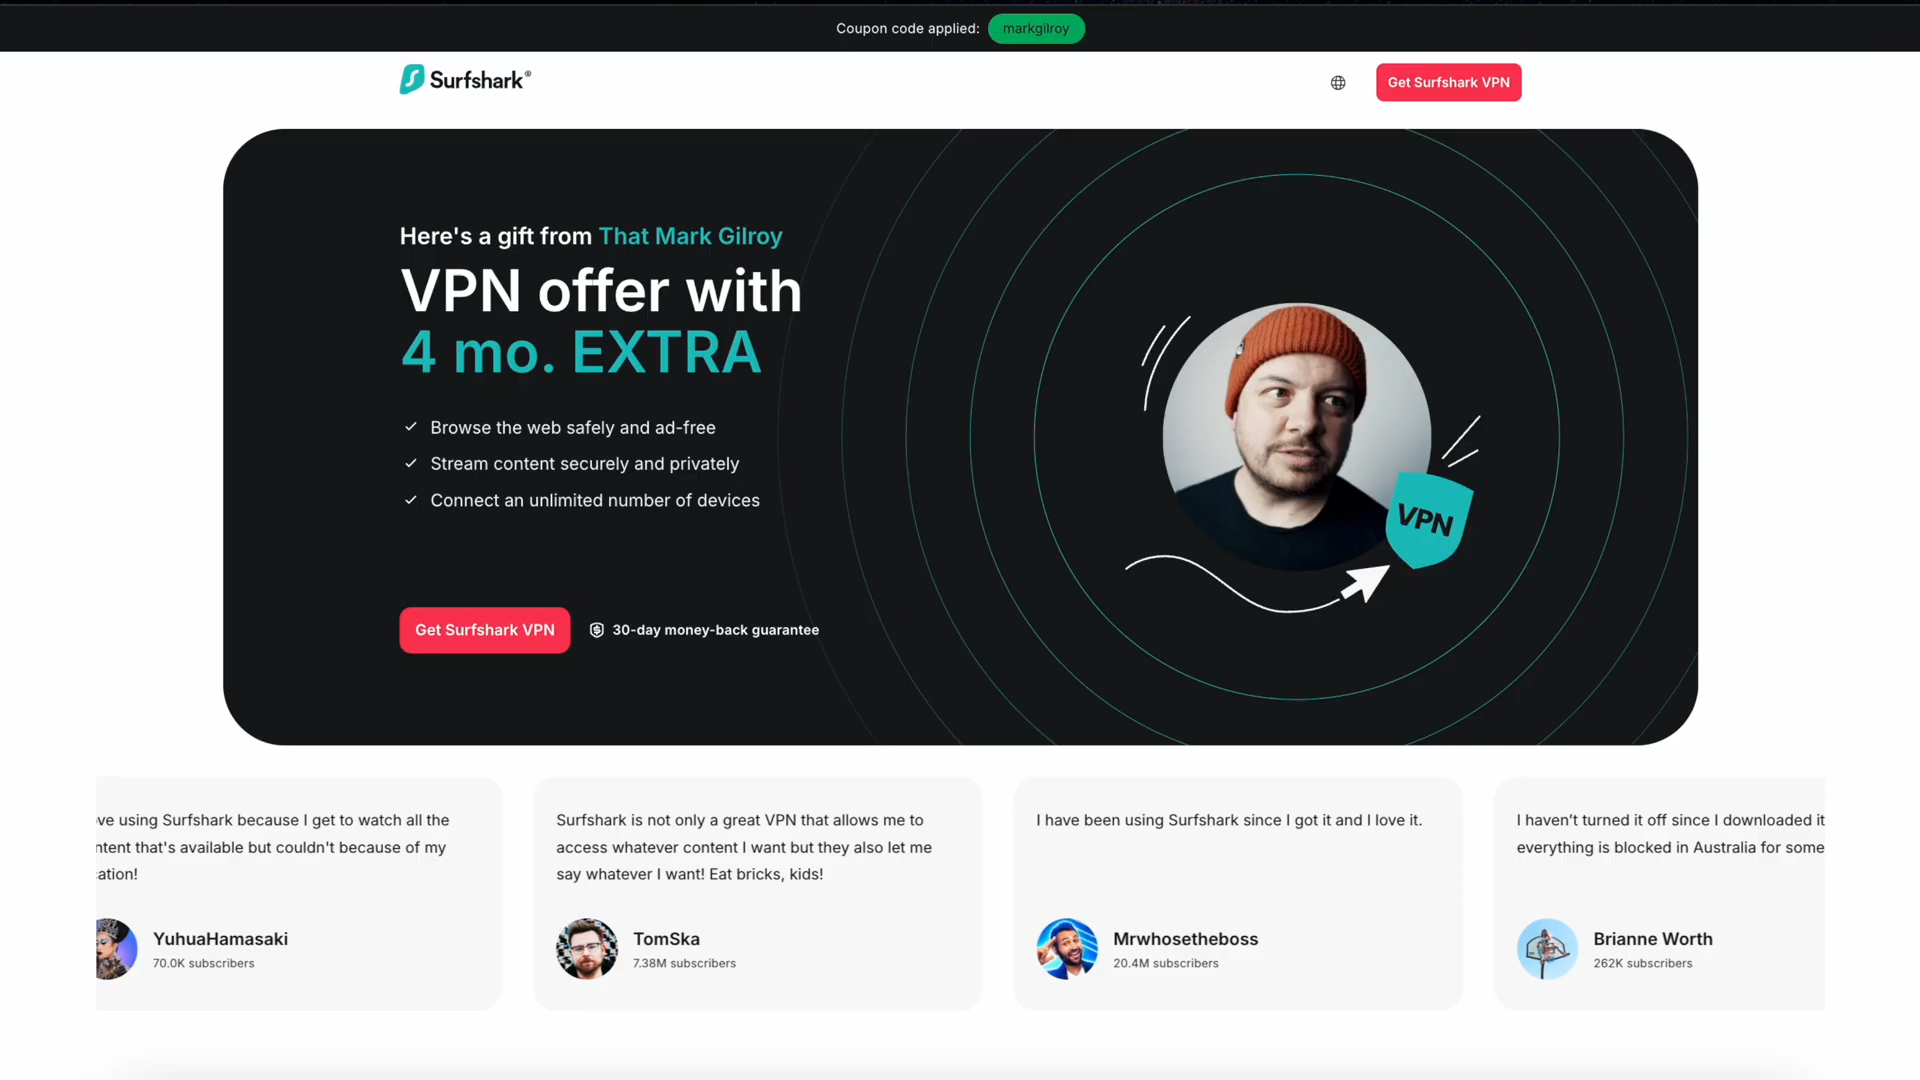 Coupon code applied: markgilroy
Surfshark®
Get Surfshark VPN
Here's a gift from That Mark Gilroy
VPN offer with
4 mo. EXTRA
Browse the web safely and ad-free
Stream content securely and privately
Connect an unlimited number of devices
Get Surfshark VPN
30-day money-back guarantee
VPN
using Surfshark because I get to watch all the
that's available but couldn't because of my
YuhuaHamasaki
70.0K subscribers
Surfshark is not only a great VPN that allows me to
access whatever content I want but they also let me
say whatever I want! Eat bricks, kids!
TomSka
7.38M subscribers
I have been using Surfshark since I got it and I love it.
Mrwhosetheboss
20.4M subscribers
I haven’t turned it off since I downloaded it
everything is blocked in Australia for some
Brianne Worth
262K subscribers